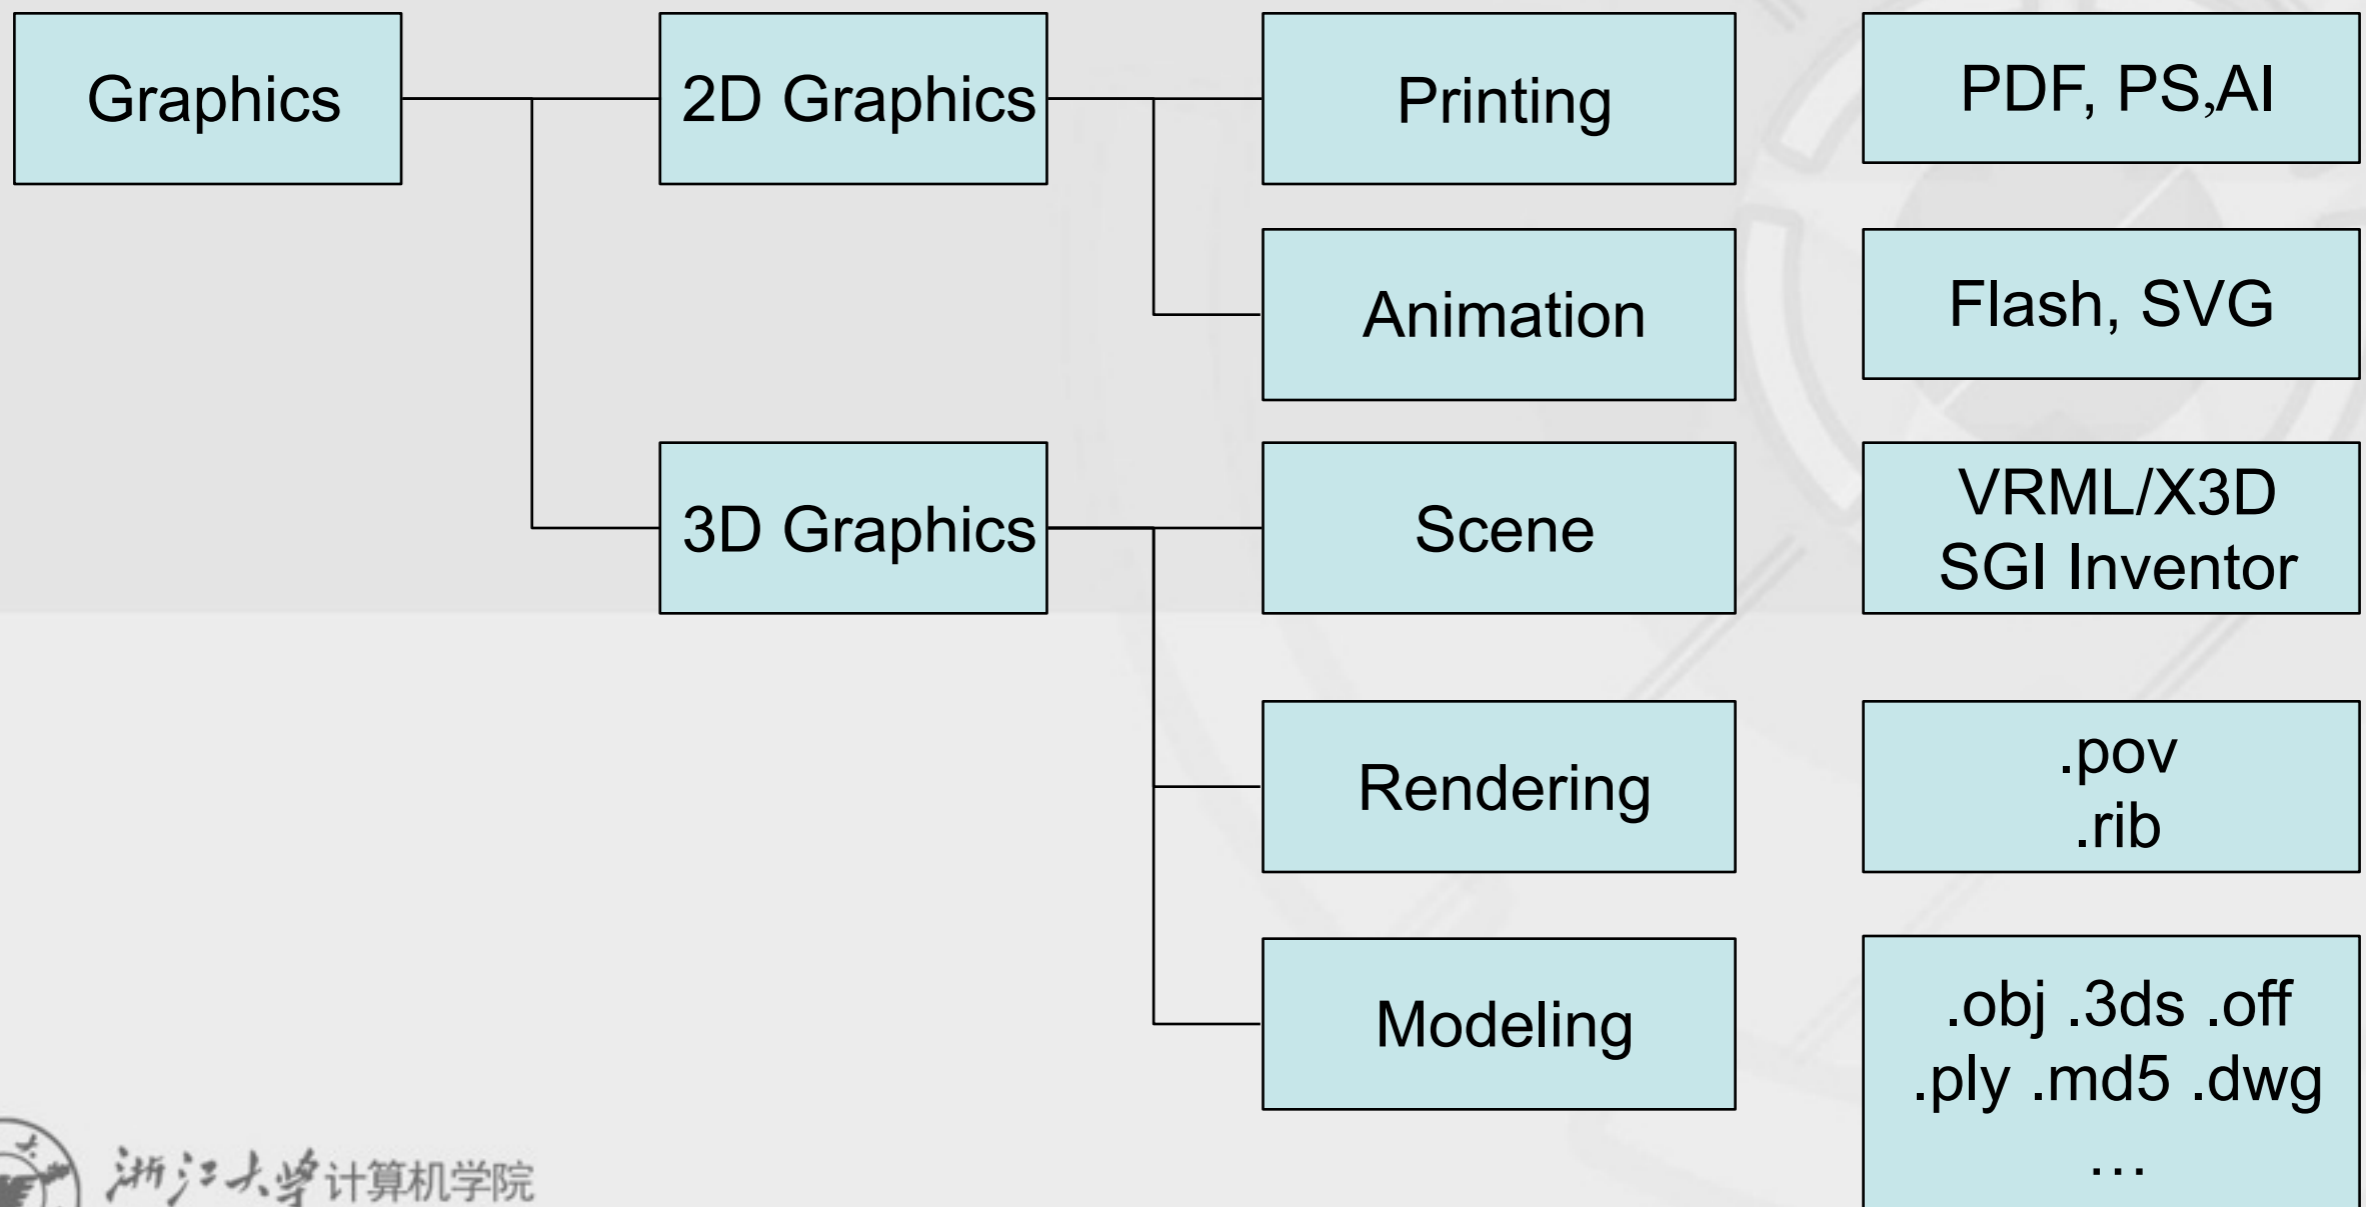 Graphics
2D Graphics
Printing
PDF, PS,AI
Animation
Flash, SVG
3D Graphics
Scene
VRML/X3D
SGI Inventor
Rendering
.pov
.rib
Modeling
.obj .3ds .off
.ply .md5 .dwg
...
浙江大学计算机学院